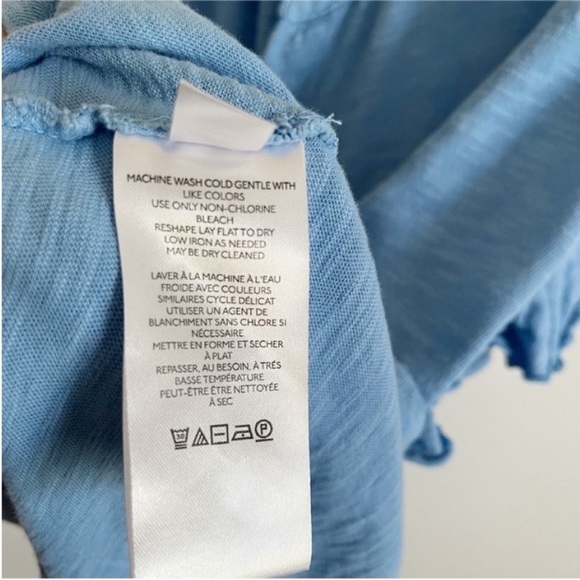 MACHINE WASH COLD GENTLE WITH
LIKE COLORS
USE ONLY NON-CHLORINE
BLEACH
RESHAPE LAY FLAT TO DRY
LOW IRON AS NEEDED
MAY BE DRY CLEANED
LAVER À LA MACHINE À L'EAU
FROIDE AVEC COULEURS
SIMILAIRES CYCLE DÉLICAT
UTILISER UN AGENT DE
BLANCHIMENT SANS CHLORE SI
NÉCESSAIRE
METTRE EN FORME ET SECHER
À PLAT
REPASSER, AU BESOIN, À TRÉS
BASSE TEMPÉRATURE
PEUT-ÊTRE ÊTRE NETTOYÉE
À SEC
30 P